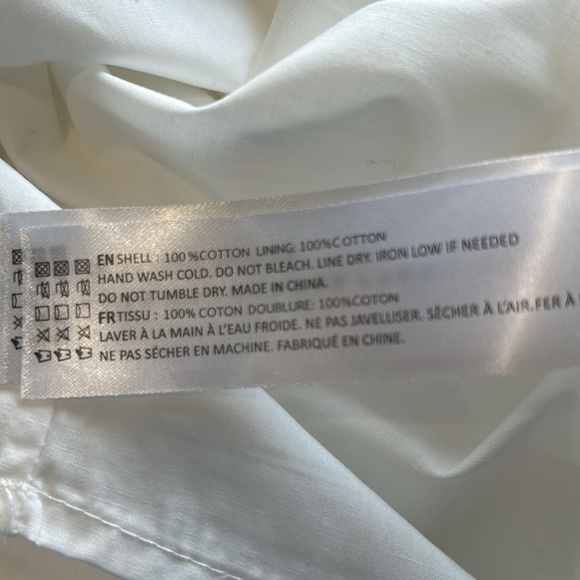 EN SHELL : 100 %COTTON LINING: 100%COTTON
HAND WASH COLD. DO NOT BLEACH. LINE DRY. IRON LOW IF NEEDED
DO NOT TUMBLE DRY. MADE IN CHINA.
FR TISSU : 100% COTON DOUBLURE: 100%COTON
LAVER À LA MAIN À L'EAU FROIDE. NE PAS JAVELLISER. SÉCHER À L'AIR.FER À
NE PAS SÉCHER EN MACHINE. FABRIQUÉ EN CHINE.